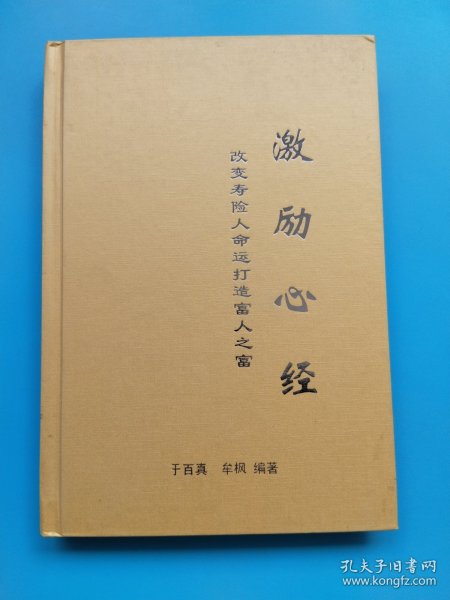 激励心经
改变寿险人命运打造富人之富
于百真 牟枫 编著
孔夫子旧书网
www.kongfz.com